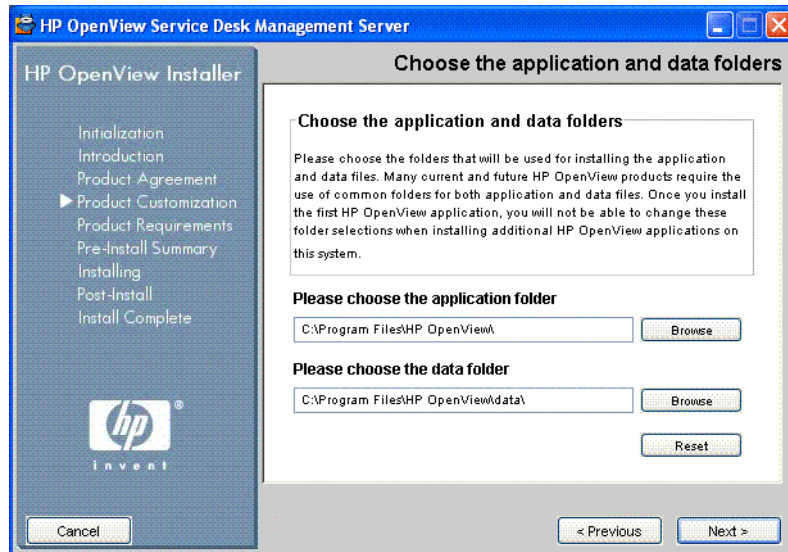 HP OpenView Service Desk Management Server
HP OpenView Installer
Choose the application and data folders
Initialization
Introduction
Product Agreement
Product Customization
Product Requirements
Pre-Install Summary
Installing
Post-Install
Install Complete
hp
®
invent
Cancel
Choose the application and data folders
Please choose the folders that will be used for installing the application
and data files. Many current and future HP OpenView products require the
use of common folders for both application and data files. Once you install
the first HP OpenView application, you will not be able to change these
folder selections when installing additional HP OpenView applications on
this system.
Please choose the application folder
C:\Program Files\HP OpenView\
Browse
Please choose the data folder
C:\Program Files\HP OpenView\data\
Browse
Reset
< Previous
Next >